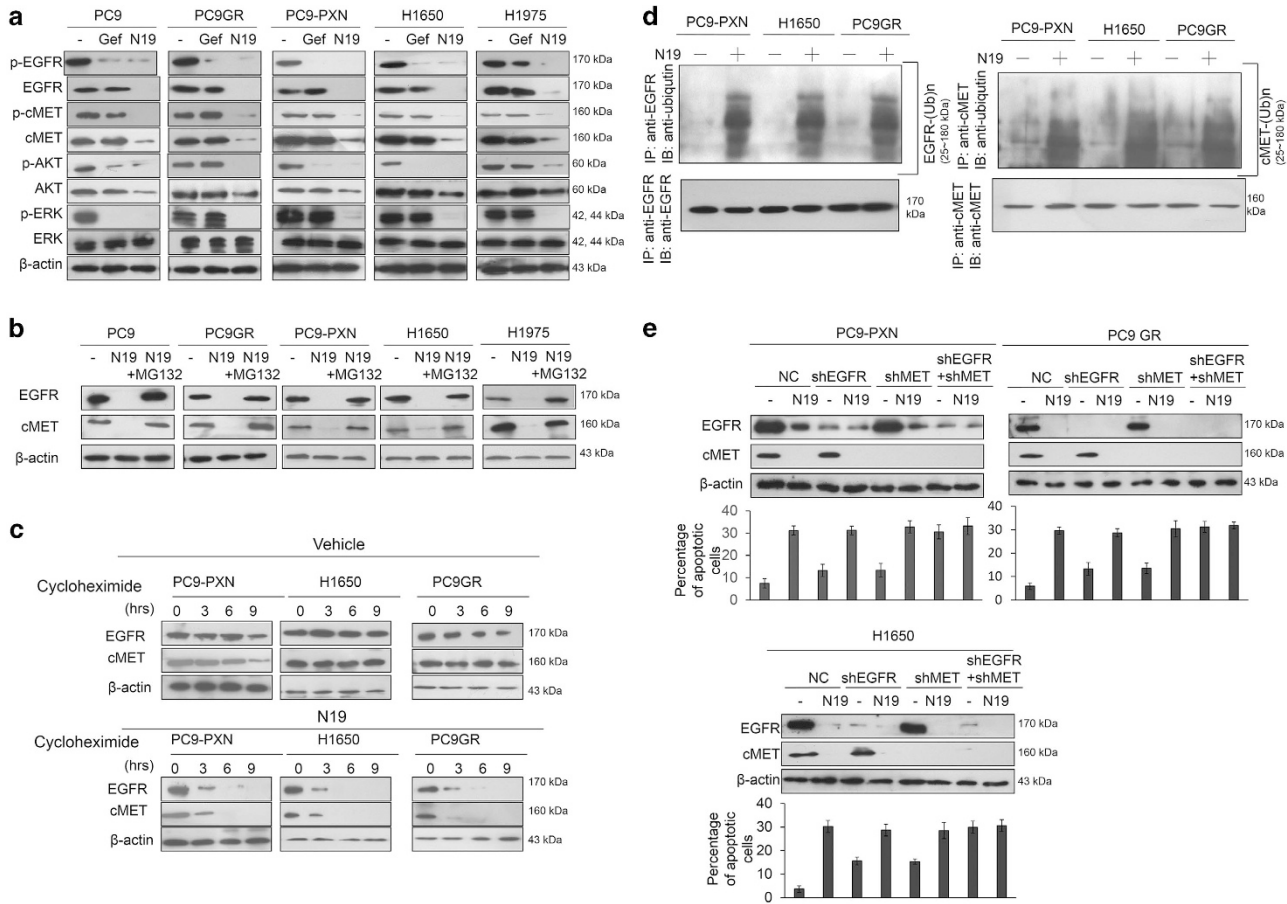 a
PC9 PC9GR PC9-PXN H1650 H1975
- Gef N19 - Gef N19 - Gef N19 - Gef N19 - Gef N19
p-EGFR 170 kDa
EGFR 170 kDa
p-cMET 160 kDa
cMET 160 kDa
p-AKT 60 kDa
AKT 60 kDa
p-ERK 42, 44 kDa
ERK 42, 44 kDa
β-actin 43 kDa
b
PC9 PC9GR PC9-PXN H1650 H1975
- N19 N19 - N19 N19 - N19 N19 - N19 N19 - N19 N19
+MG132 +MG132 +MG132 +MG132 +MG132
EGFR 170 kDa
cMET 160 kDa
β-actin 43 kDa
c
Vehicle
Cycloheximide PC9-PXN H1650 PC9GR
(hrs) 0 3 6 9 0 3 6 9 0 3 6 9
EGFR 170 kDa
cMET 160 kDa
β-actin 43 kDa
N19
Cycloheximide PC9-PXN H1650 PC9GR
(hrs) 0 3 6 9 0 3 6 9 0 3 6 9
EGFR 170 kDa
cMET 160 kDa
β-actin 43 kDa
d
PC9-PXN H1650 PC9GR
N19 - + - + - +
IP: anti-EGFR
IB: anti-ubiqutin
EGFR-(Ub)n
(25~180 kDa)
IP: anti-EGFR
IB: anti-EGFR
170
kDa
PC9-PXN H1650 PC9GR
N19 - + - + - +
IP: anti-cMET
IB: anti-ubiqutin
cMET-(Ub)n
(25~180 kDa)
IP: anti-cMET
IB: anti-cMET
160
kDa
e
PC9-PXN
NC shEGFR shMET shEGFR
+shMET
- N19 - N19 - N19 - N19
EGFR
cMET
β-actin
Percentage
of apoptotic
cells
40
30
20
10
0
PC9 GR
NC shEGFR shMET shEGFR
+shMET
- N19 - N19 - N19 - N19
170 kDa
160 kDa
43 kDa
40
30
20
10
0
H1650
NC shEGFR shMET shEGFR
+shMET
- N19 - N19 - N19 - N19
EGFR 170 kDa
cMET 160 kDa
β-actin 43 kDa
Percentage
of apoptotic
cells
40
30
20
10
0